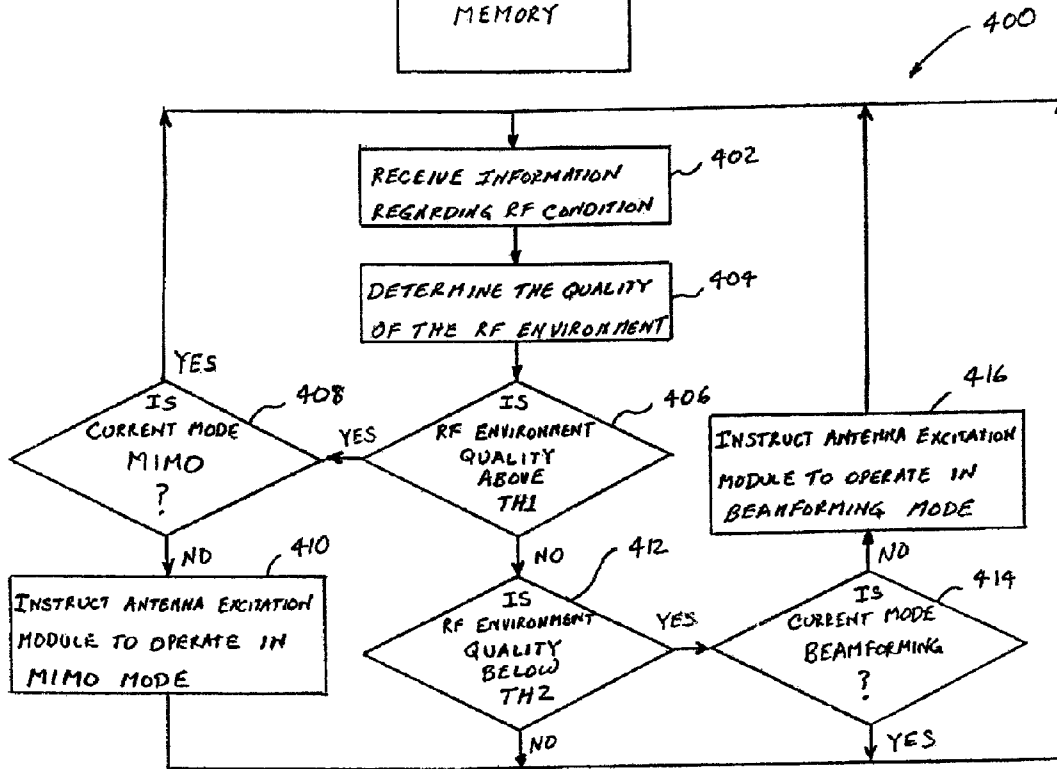 MEMORY
400
RECEIVE INFORMATION
REGARDING RF CONDITION
402
DETERMINE THE QUALITY
OF THE RF ENVIRONMENT
404
YES
IS
CURRENT MODE
MIMO
?
408
YES
IS
RF ENVIRONMENT
QUALITY
ABOVE
TH1
406
416
INSTRUCT ANTENNA EXCITATION
MODULE TO OPERATE IN
BEAMFORMING MODE
NO
410
INSTRUCT ANTENNA EXCITATION
MODULE TO OPERATE IN
MIMO MODE
NO
412
IS
RF ENVIRONMENT
QUALITY
BELOW
TH2
YES
NO
414
IS
CURRENT MODE
BEAMFORMING
?
NO
YES